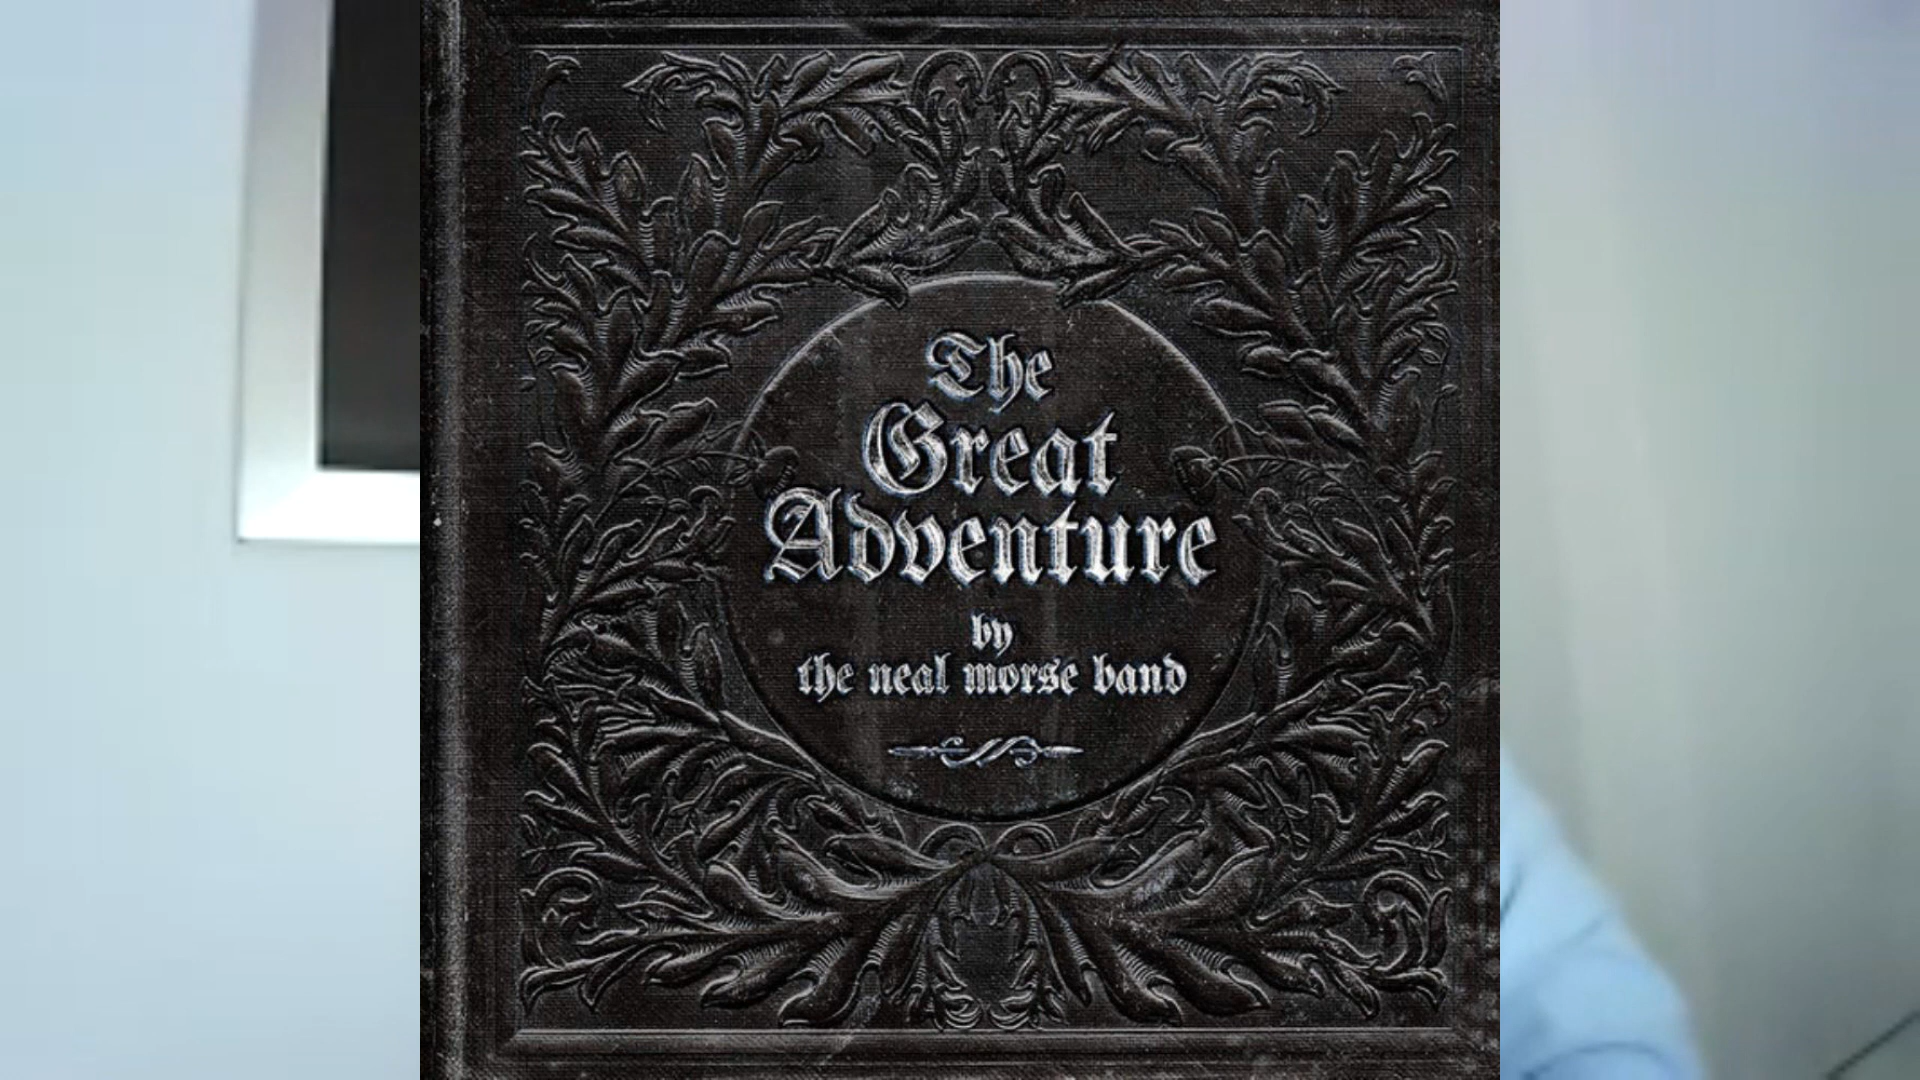 The
Great
Adventure
by
the neal morse band